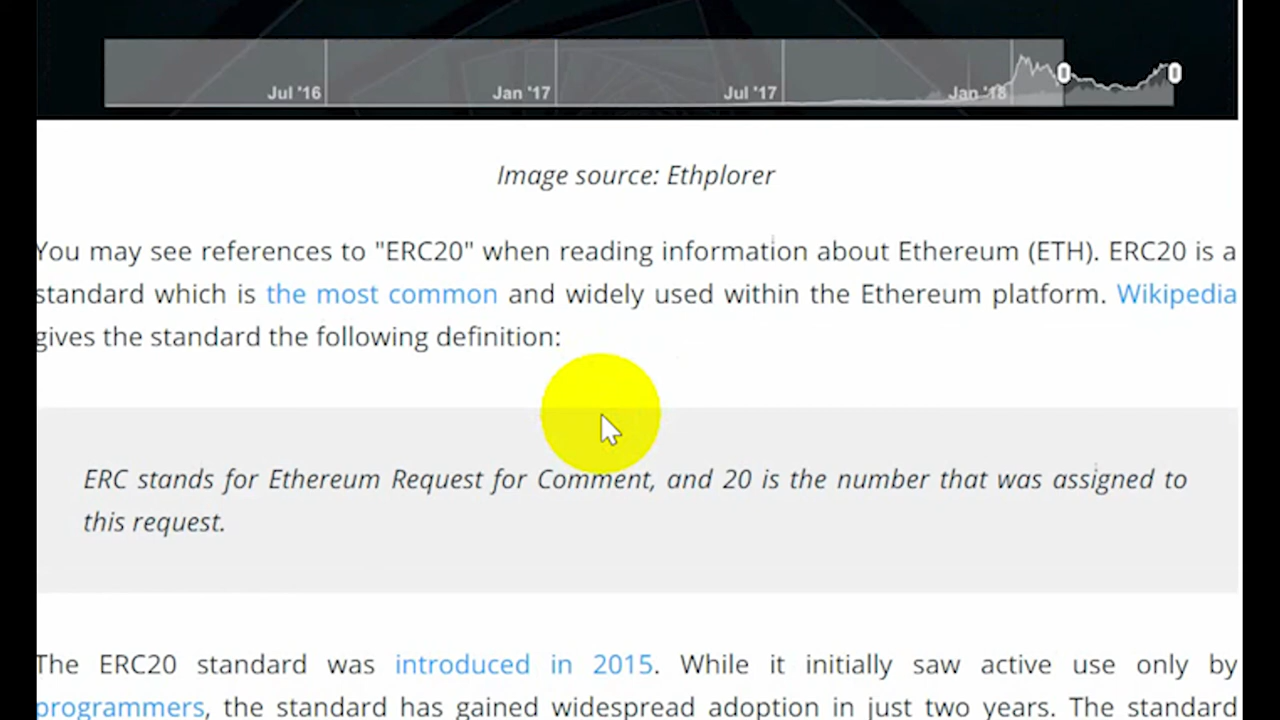 Jul '16 Jan '17 Jul '17 Jan '18
Image source: Ethplorer
You may see references to "ERC20" when reading information about Ethereum (ETH). ERC20 is a
standard which is the most common and widely used within the Ethereum platform. Wikipedia
gives the standard the following definition:
ERC stands for Ethereum Request for Comment, and 20 is the number that was assigned to
this request.
The ERC20 standard was introduced in 2015. While it initially saw active use only by
programmers, the standard has gained widespread adoption in just two years. The standard